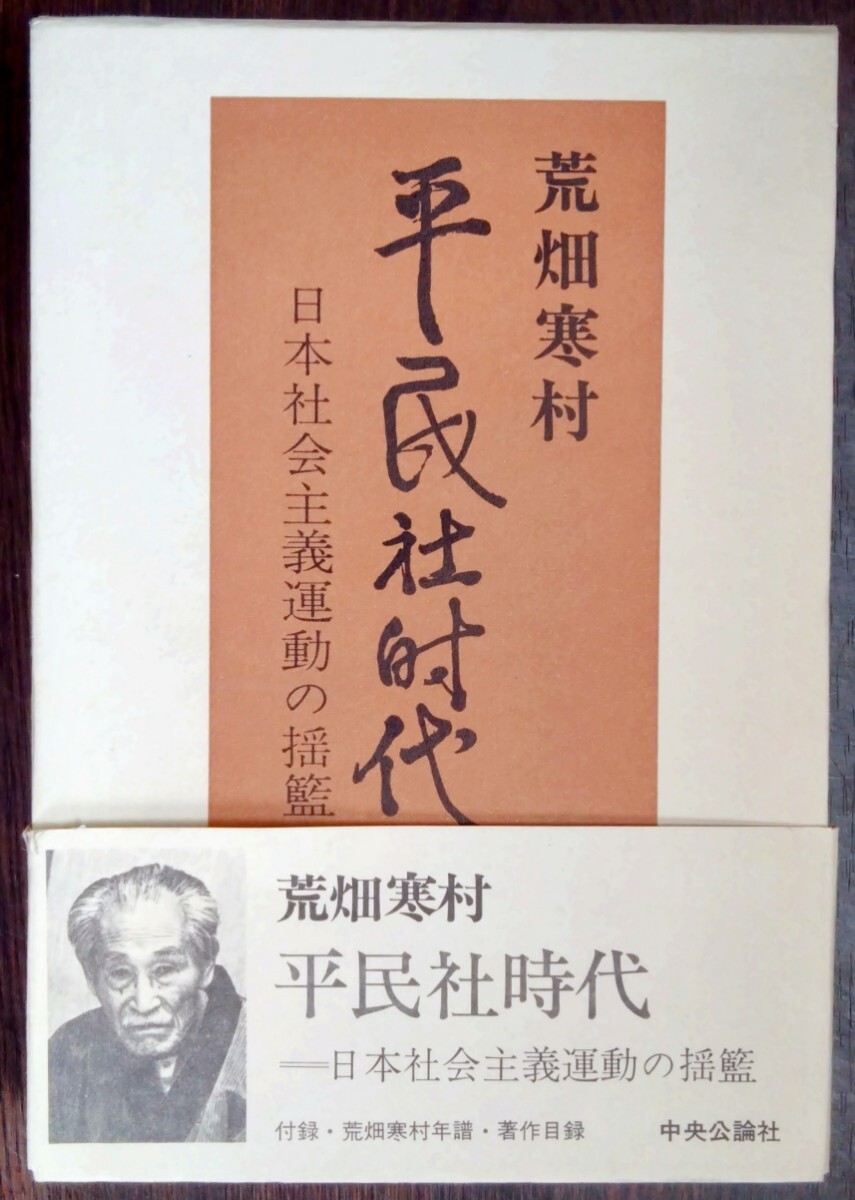 荒畑寒村
平民社时代
日本社会主義運動の揺籃
荒畑寒村
平民社時代
＝日本社会主義運動の揺籃
付録・荒畑寒村年譜・著作目録
中央公論社